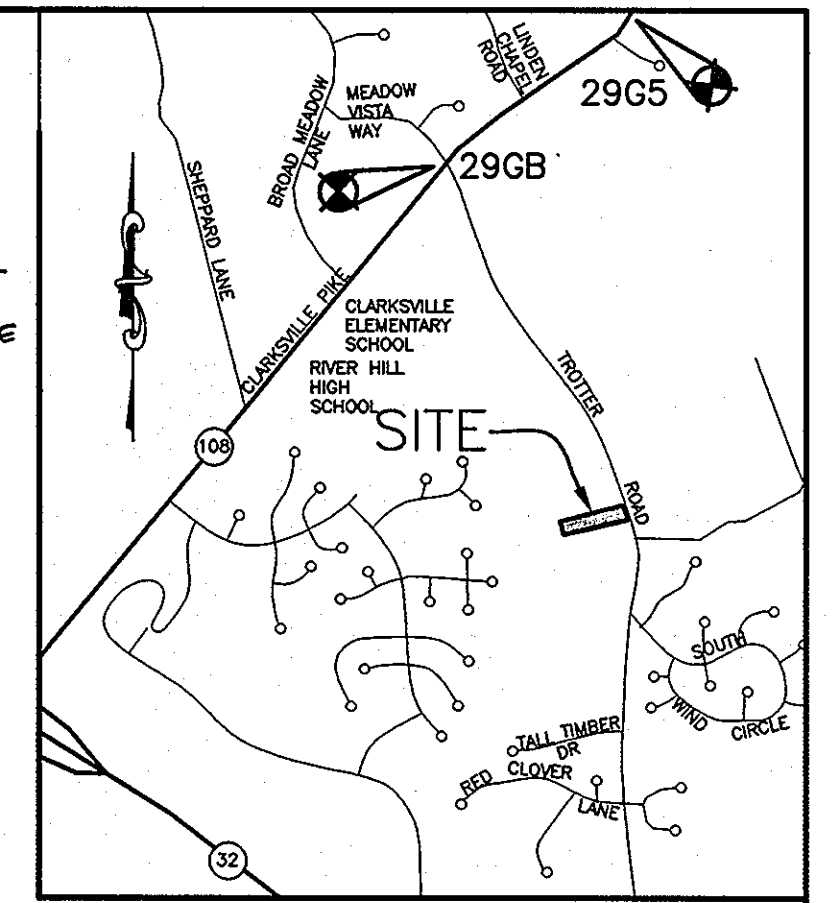 LINDEN
CHAPEL
ROAD
29G5
MEADOW
VISTA
WAY
BROAD MEADOW
LANE
29GB
SHEPPARD LANE
CLARKSVILLE PIKE
CLARKSVILLE
ELEMENTARY
SCHOOL
RIVER HILL
HIGH
SCHOOL
TROTTER
ROAD
SITE
108
SOUTH
WIND
CIRCLE
TALL TIMBER
DR
RED CLOVER
LANE
32